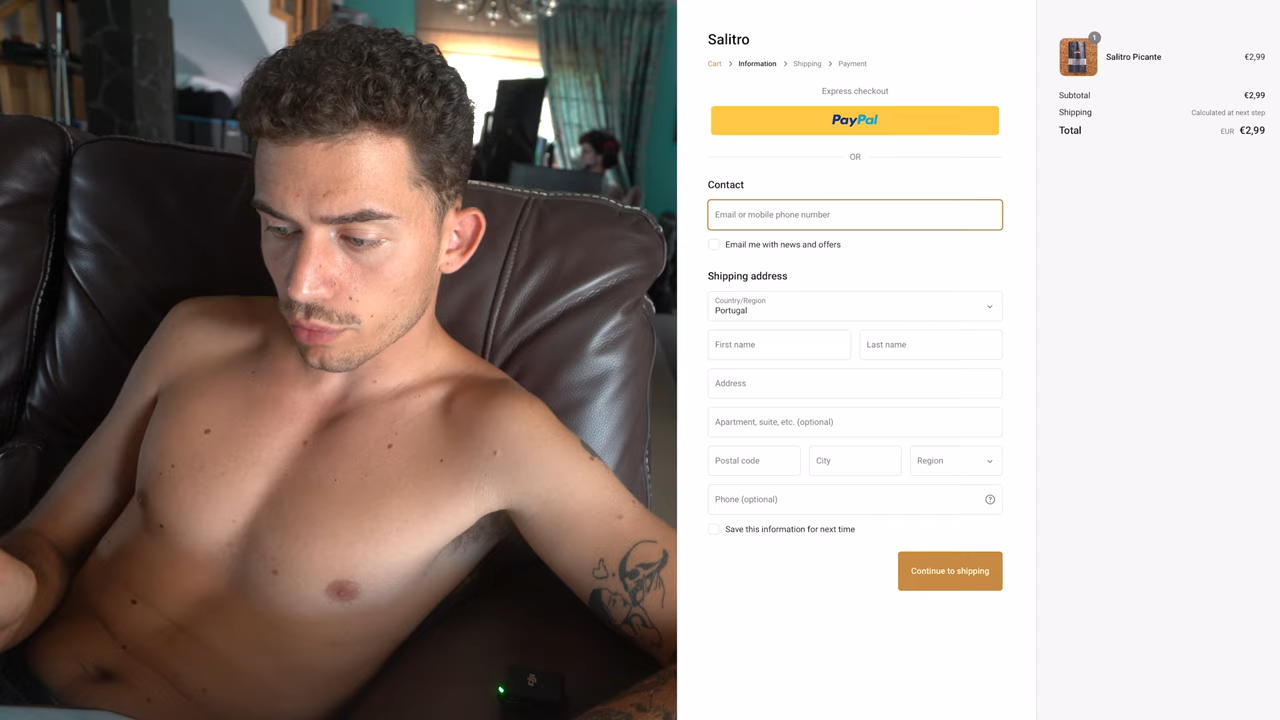 Salitro
Cart > Information > Shipping > Payment
Express checkout
PayPal
OR
Contact
Email or mobile phone number
Email me with news and offers
Shipping address
Country/Region
Portugal
First name Last name
Address
Apartment, suite, etc. (optional)
Postal code City Region
Phone (optional)
Save this information for next time
Continue to shipping
1
Salitro Picante €2,99
Subtotal €2,99
Shipping Calculated at next step
Total EUR €2,99
dji